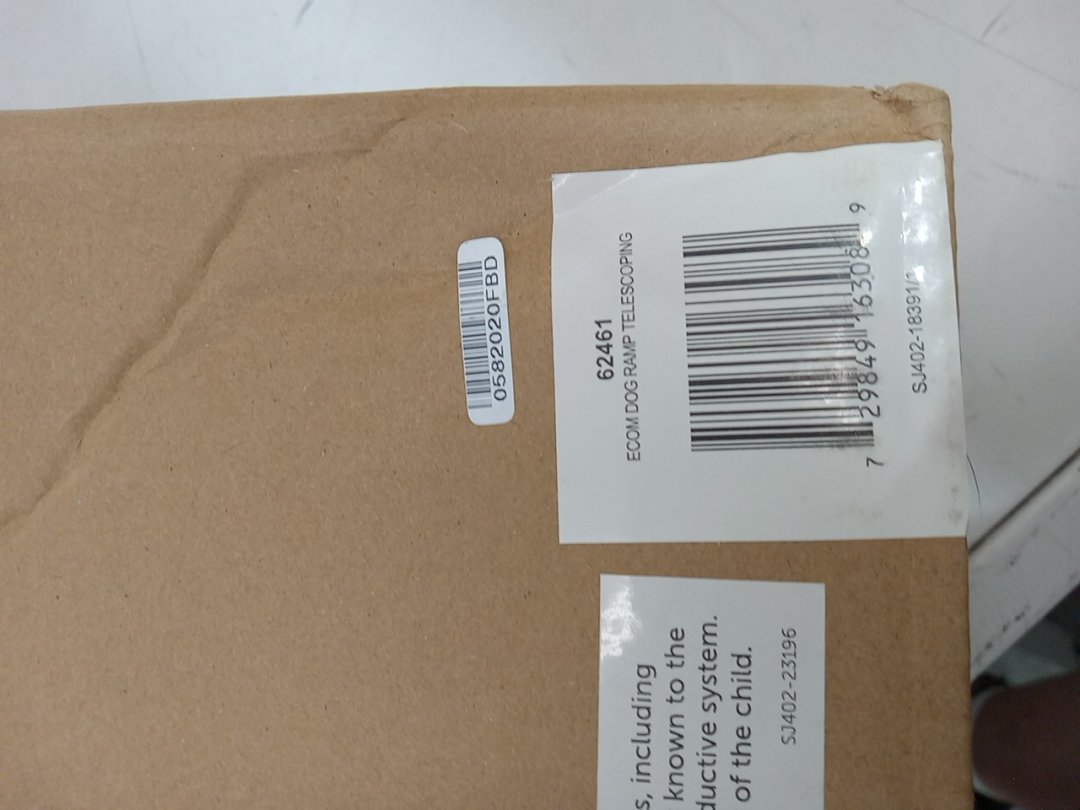 0582020FBD
62461
ECOM DOG RAMP TELESCOPING
7 29849 16308 9
SJ402-18391/1
s, including
known to the
ductive system.
of the child.
SJ402-23196